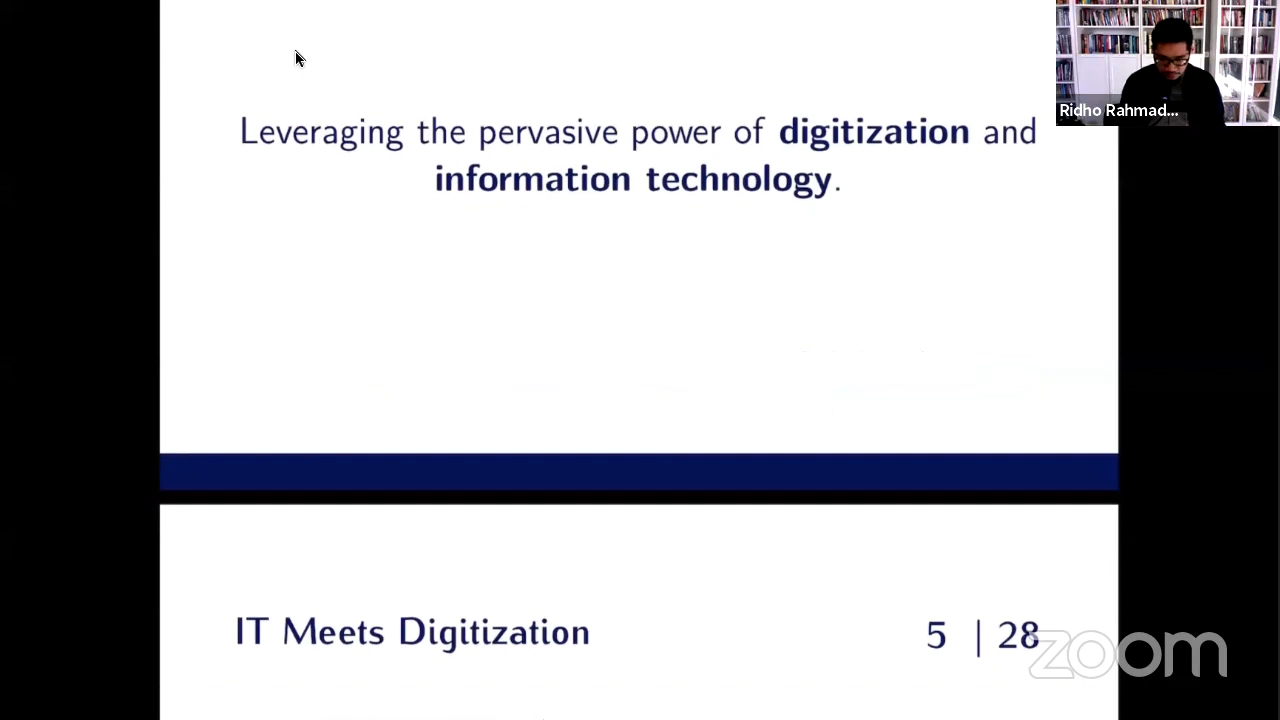 Ridho Rahmad...
Leveraging the pervasive power of digitization and
information technology.
IT Meets Digitization
5 | 28
zoom